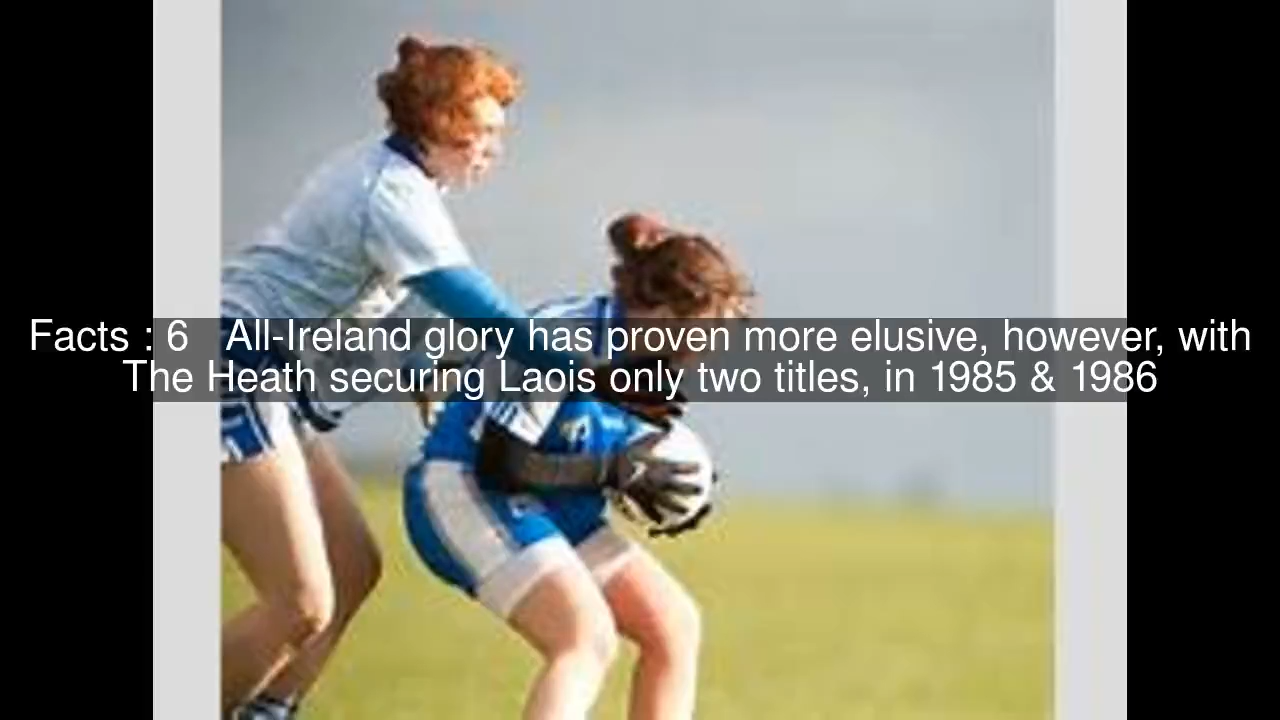 Facts : 6   All-Ireland glory has proven more elusive, however, with
The Heath securing Laois only two titles, in 1985 & 1986